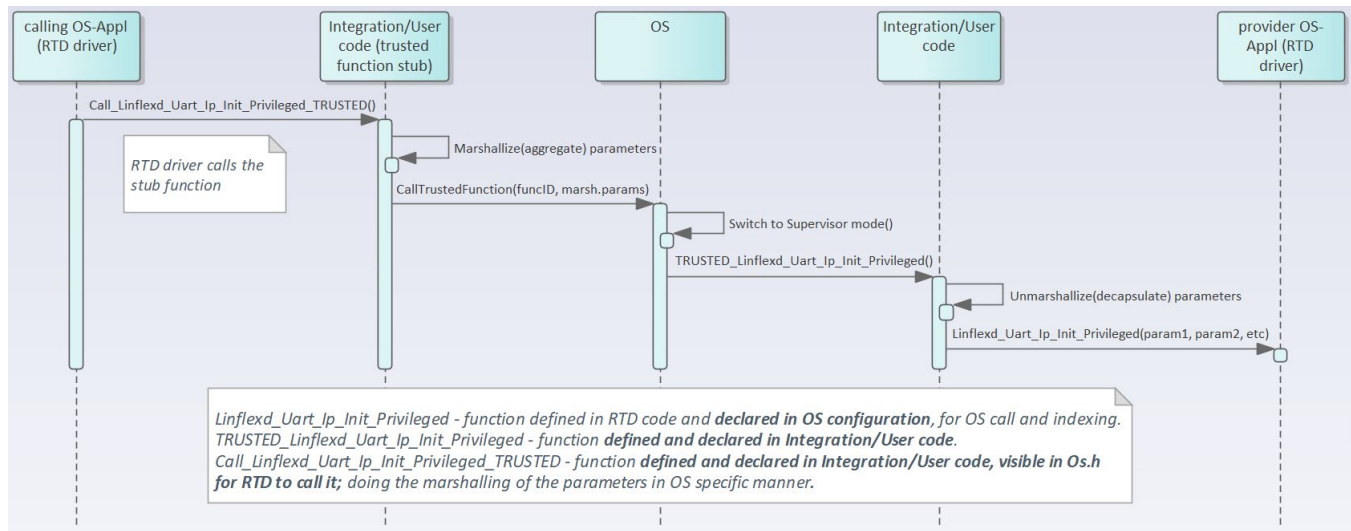 calling OS-Appl
(RTD driver)
Integration/User
code (trusted
function stub)
OS
Integration/User
code
provider OS-
Appl (RTD
driver)
Call_Linflexd_Uart_Ip_Init_Privileged_TRUSTED()
RTD driver calls the
stub function
Marshallize(aggregate) parameters
CallTrustedFunction(funcID, marsh.params)
Switch to Supervisor mode()
TRUSTED_Linflexd_Uart_Ip_Init_Privileged()
Unmarshallize(decapsulate) parameters
Linflexd_Uart_Ip_Init_Privileged(param1, param2, etc)
Linflexd_Uart_Ip_Init_Privileged - function defined in RTD code and declared in OS configuration, for OS call and indexing.
TRUSTED_Linflexd_Uart_Ip_Init_Privileged - function defined and declared in Integration/User code.
Call_Linflexd_Uart_Ip_Init_Privileged_TRUSTED - function defined and declared in Integration/User code, visible in Os.h
for RTD to call it; doing the marshalling of the parameters in OS specific manner.